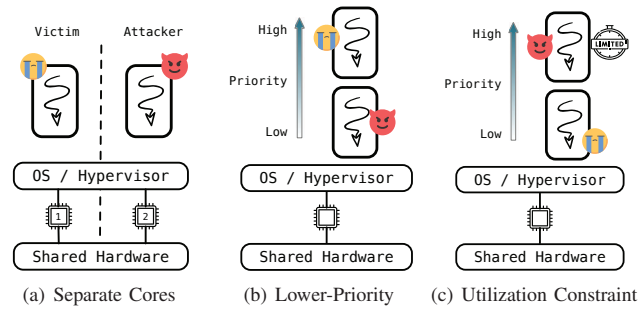 Victim
Attacker
OS / Hypervisor
1
2
Shared Hardware
(a) Separate Cores
High
Priority
Low
OS / Hypervisor
Shared Hardware
(b) Lower-Priority
High
LIMITED
Priority
Low
OS / Hypervisor
Shared Hardware
(c) Utilization Constraint